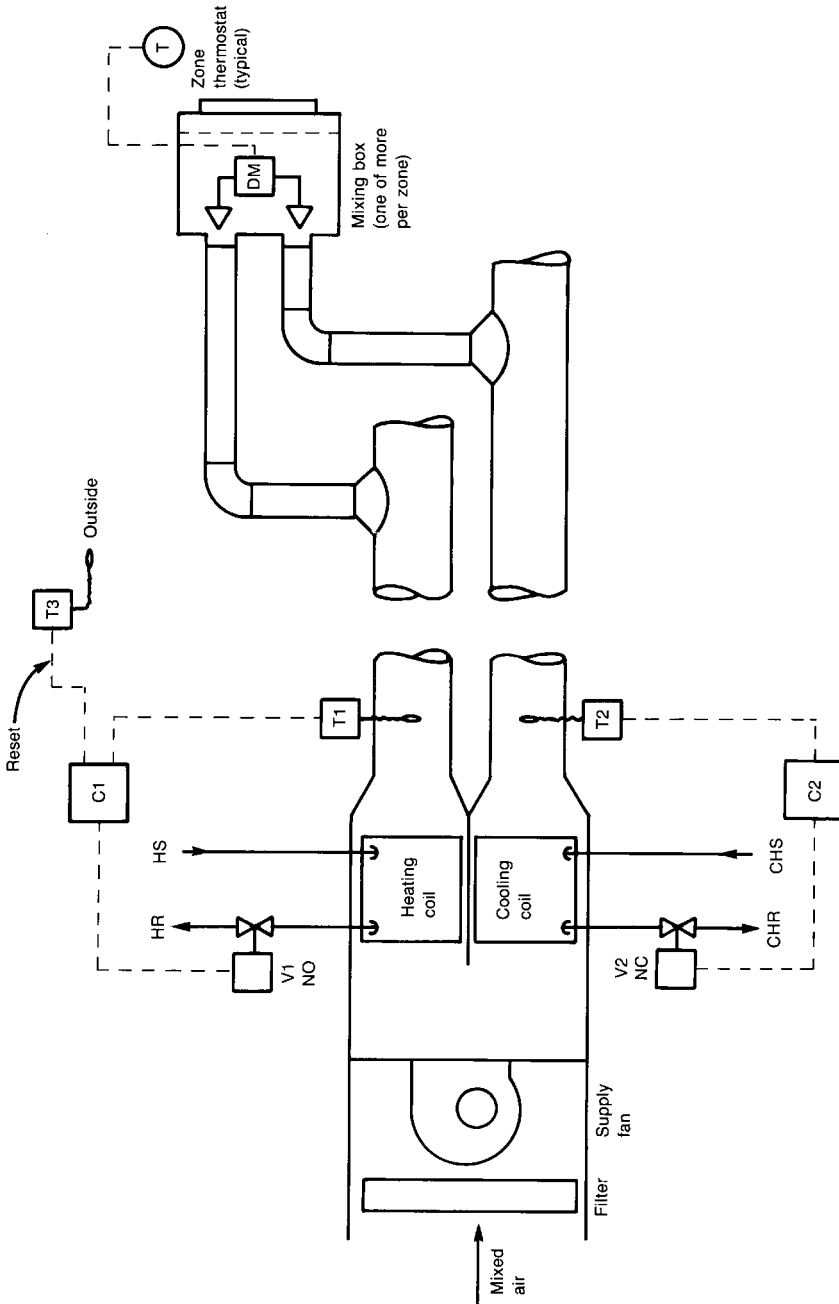 Reset
T3
Outside
C1
HS
HR
V1
NO
T1
T
Zone
thermostat
(typical)
DM
Mixing box
(one of more
per zone)
Heating
coil
Cooling
coil
T2
C2
CHS
CHR
V2
NC
Mixed
air
Filter
Supply
fan